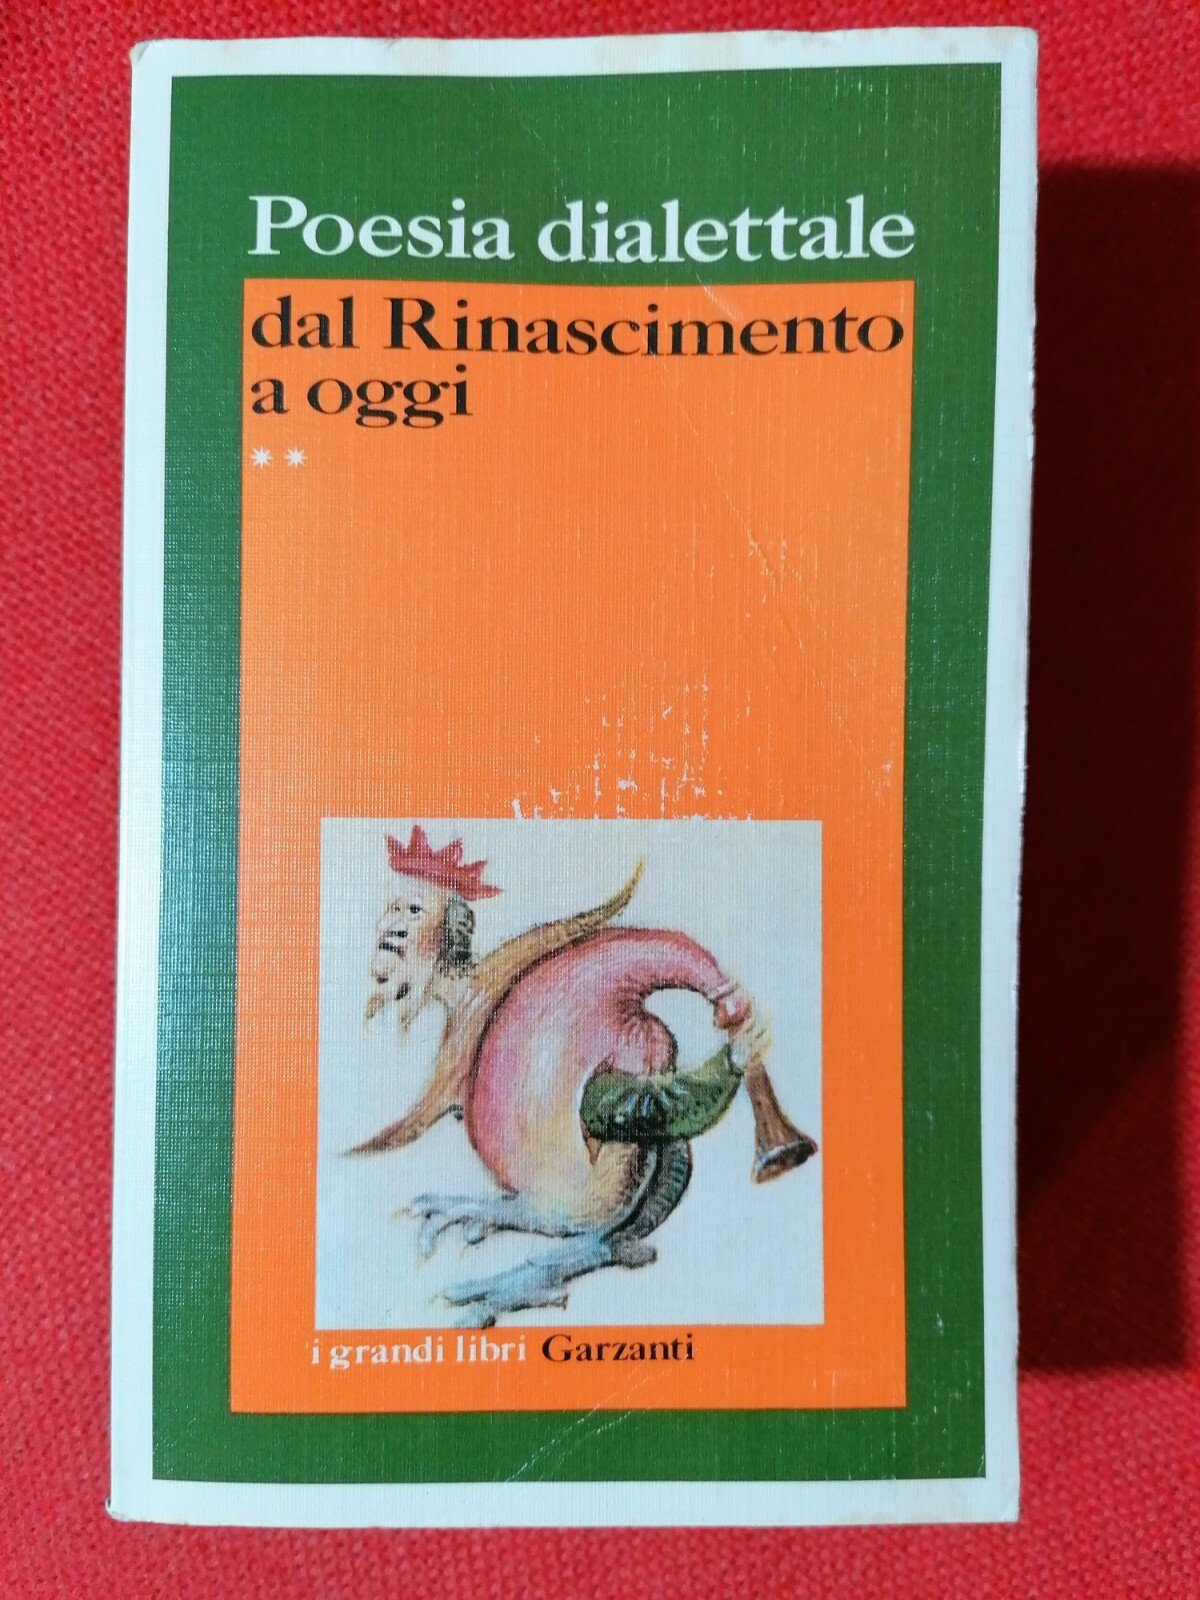 Poesia dialettale
dal Rinascimento
a oggi
**
i grandi libri Garzanti